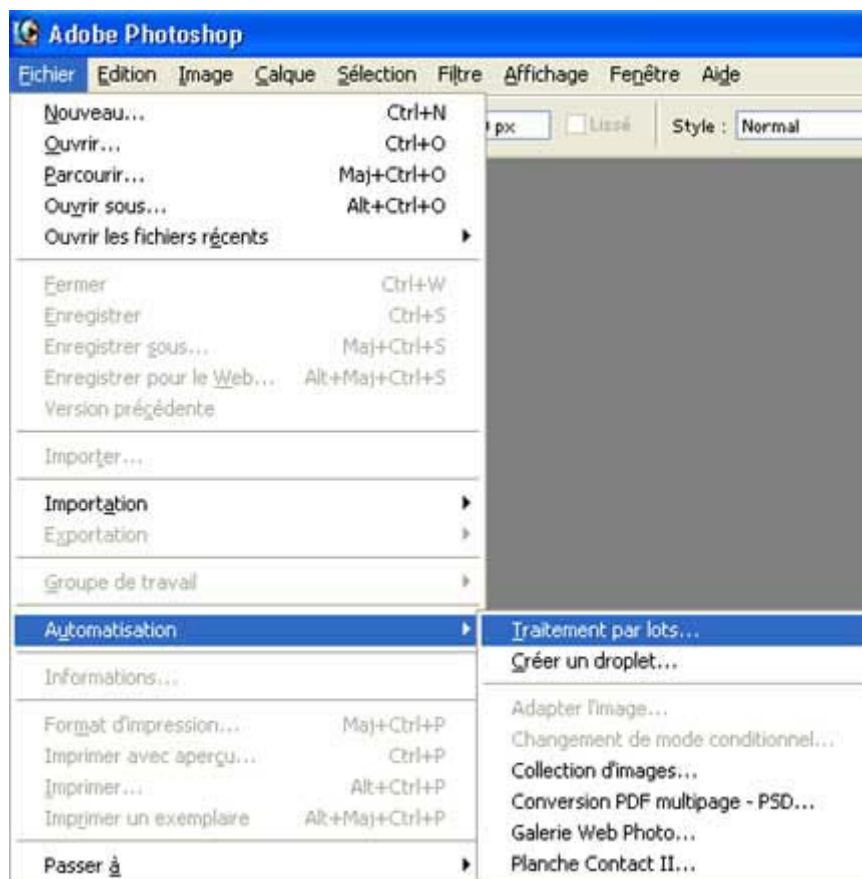 Adobe Photoshop
Fichier Edition Image Calque Sélection Filtre Affichage Fenêtre Aide
px Lissé Style : Normal
Nouveau... Ctrl+N
Ouvrir... Ctrl+O
Parcourir... Maj+Ctrl+O
Ouvrir sous... Alt+Ctrl+O
Ouvrir les fichiers récents
Fermer Ctrl+W
Enregistrer Ctrl+S
Enregistrer sous... Maj+Ctrl+S
Enregistrer pour le Web... Alt+Maj+Ctrl+S
Version précédente
Importer...
Importation
Exportation
Groupe de travail
Automatisation
Informations...
Format d'impression... Maj+Ctrl+P
Imprimer avec aperçu... Ctrl+P
Imprimer... Alt+Ctrl+P
Imprimer un exemplaire Alt+Maj+Ctrl+P
Passer à
Traitement par lots...
Créer un droplet...
Adapter l'image...
Changement de mode conditionnel...
Collection d'images...
Conversion PDF multipage - PSD...
Galerie Web Photo...
Planche Contact II...